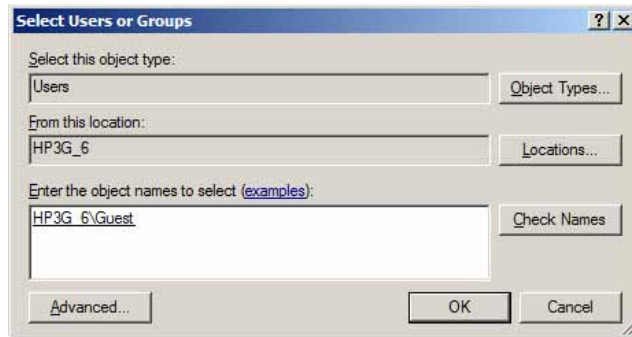 Select Users or Groups
Select this object type:
Users
Object Types...
From this location:
HP3G_6
Locations...
Enter the object names to select (examples):
HP3G_6\Guest
Check Names
Advanced...
OK
Cancel